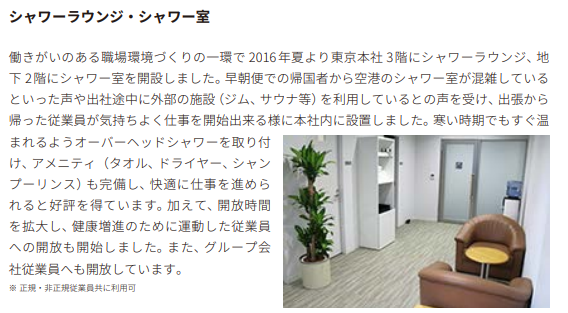 シャワーラウンジ・シャワー室
働きがいのある職場環境づくりの一環で2016年夏より東京本社3階にシャワーラウンジ、地
下2階にシャワー室を開設しました。早朝便での帰国者から空港のシャワー室が混雑している
といった声や出社途中に外部の施設（ジム、サウナ等）を利用しているとの声を受け、出張から
帰った従業員が気持ちよく仕事を開始出来る様に本社内に設置しました。寒い時期でもすぐ温
まれるようオーバーヘッドシャワーを取り付
け、アメニティ（タオル、ドライヤー、シャン
プーリンス）も完備し、快適に仕事を進めら
れると好評を得ています。加えて、開放時間
を拡大し、健康増進のために運動した従業員
への開放も開始しました。また、グループ会
社従業員へも開放しています。
※ 正規・非正規従業員共に利用可